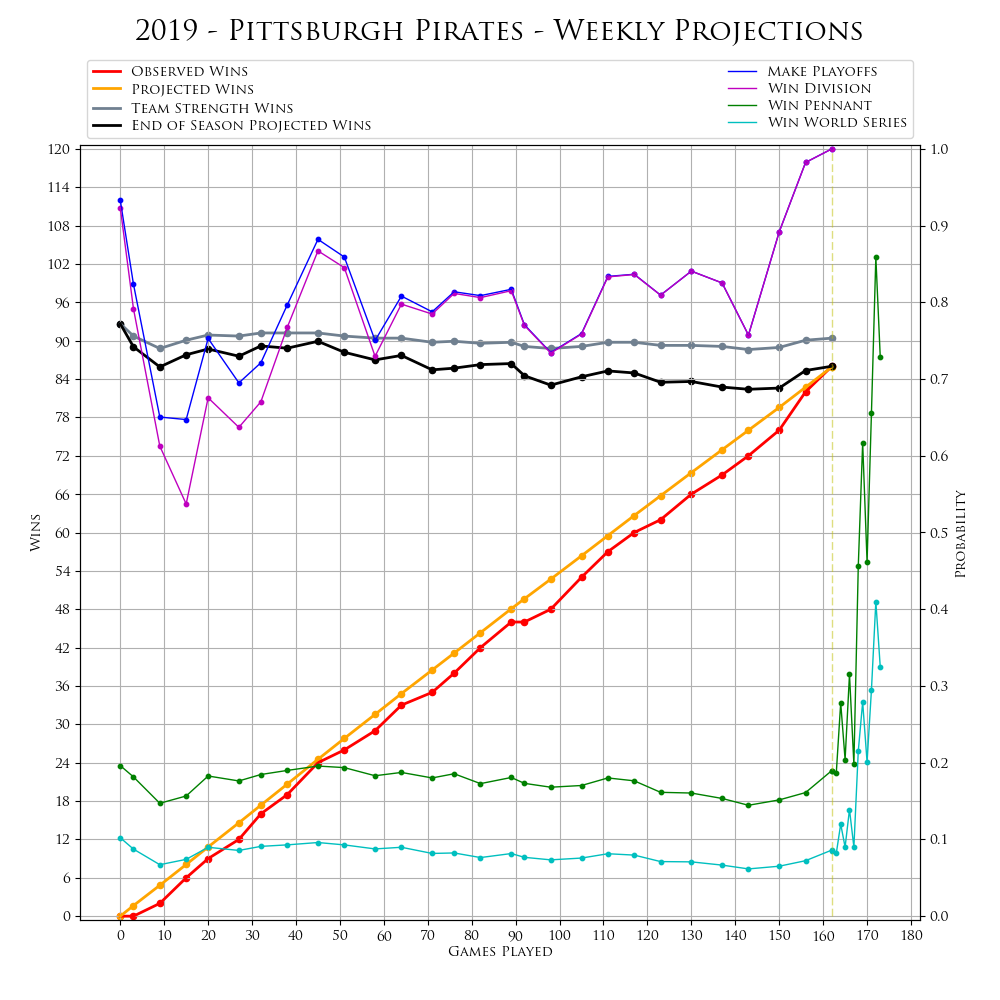 2019 - Pittsburgh Pirates - Weekly Projections
Observed Wins
Projected Wins
Team Strength Wins
End of Season Projected Wins
Make Playoffs
Win Division
Win Pennant
Win World Series
120
114
108
102
96
90
84
78
72
66
60
54
48
42
36
30
24
18
12
6
0
Wins
1.0
0.9
0.8
0.7
0.6
0.5
0.4
0.3
0.2
0.1
0.0
Probability
0 10 20 30 40 50 60 70 80 90 100 110 120 130 140 150 160 170 180
Games Played